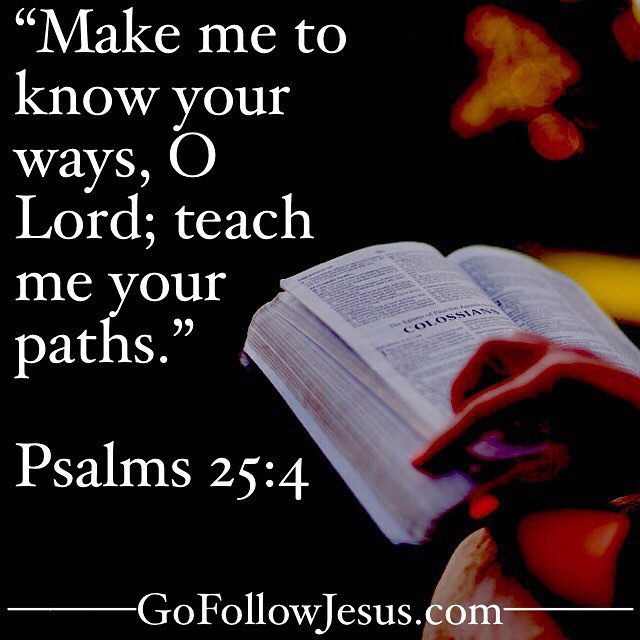 “Make me to
know your
ways, O
Lord; teach
me your
paths.”
Psalms 25:4
COLOSSIANS
GoFollowJesus.com